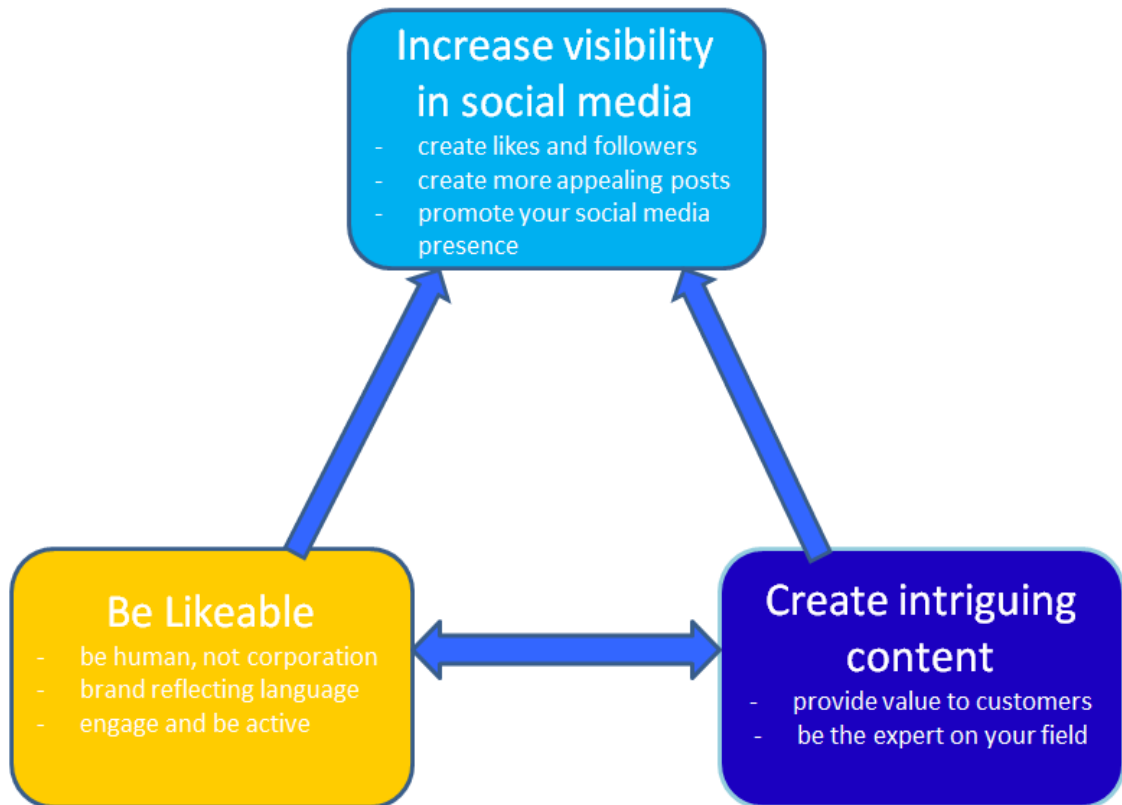 Increase visibility
in social media
- create likes and followers
- create more appealing posts
- promote your social media
presence
Be Likeable
- be human, not corporation
- brand reflecting language
- engage and be active
Create intriguing
content
- provide value to customers
- be the expert on your field